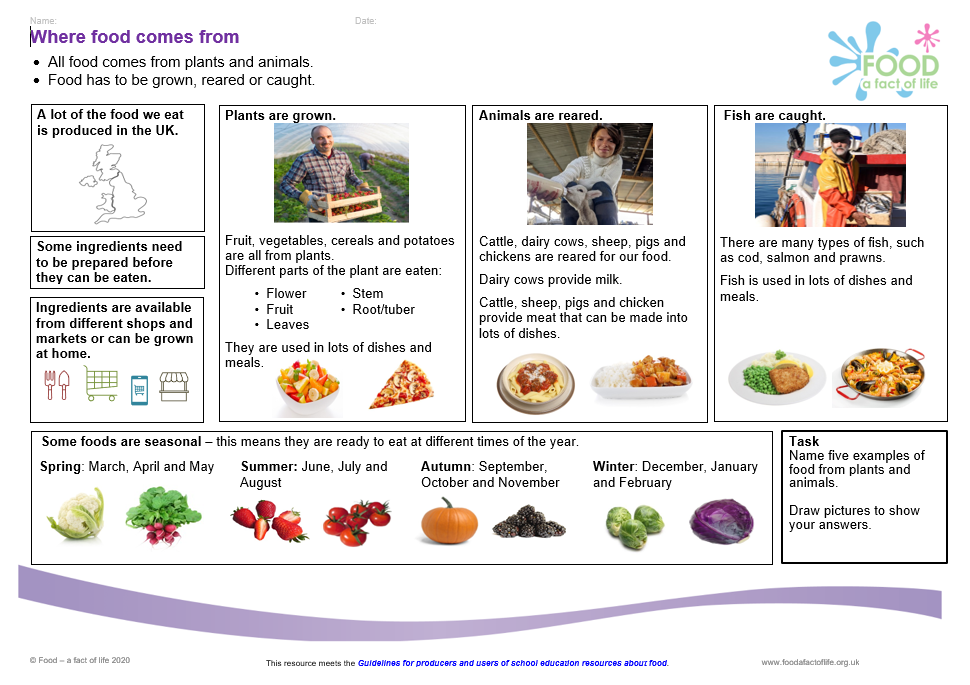 Name:
Date:
Where food comes from
• All food comes from plants and animals.
• Food has to be grown, reared or caught.
FOOD
a fact of life
A lot of the food we eat
is produced in the UK.
Some ingredients need
to be prepared before
they can be eaten.
Ingredients are available
from different shops and
markets or can be grown
at home.
Plants are grown.
Fruit, vegetables, cereals and potatoes
are all from plants.
Different parts of the plant are eaten:
• Flower
• Fruit
• Leaves
• Stem
• Root/tuber
They are used in lots of dishes and
meals.
Animals are reared.
Cattle, dairy cows, sheep, pigs and
chickens are reared for our food.
Dairy cows provide milk.
Cattle, sheep, pigs and chicken
provide meat that can be made into
lots of dishes.
Fish are caught.
There are many types of fish, such
as cod, salmon and prawns.
Fish is used in lots of dishes and
meals.
Some foods are seasonal – this means they are ready to eat at different times of the year.
Spring: March, April and May
Summer: June, July and
August
Autumn: September,
October and November
Winter: December, January
and February
Task
Name five examples of
food from plants and
animals.
Draw pictures to show
your answers.
© Food – a fact of life 2020
This resource meets the Guidelines for producers and users of school education resources about food.
www.foodafactoflife.org.uk